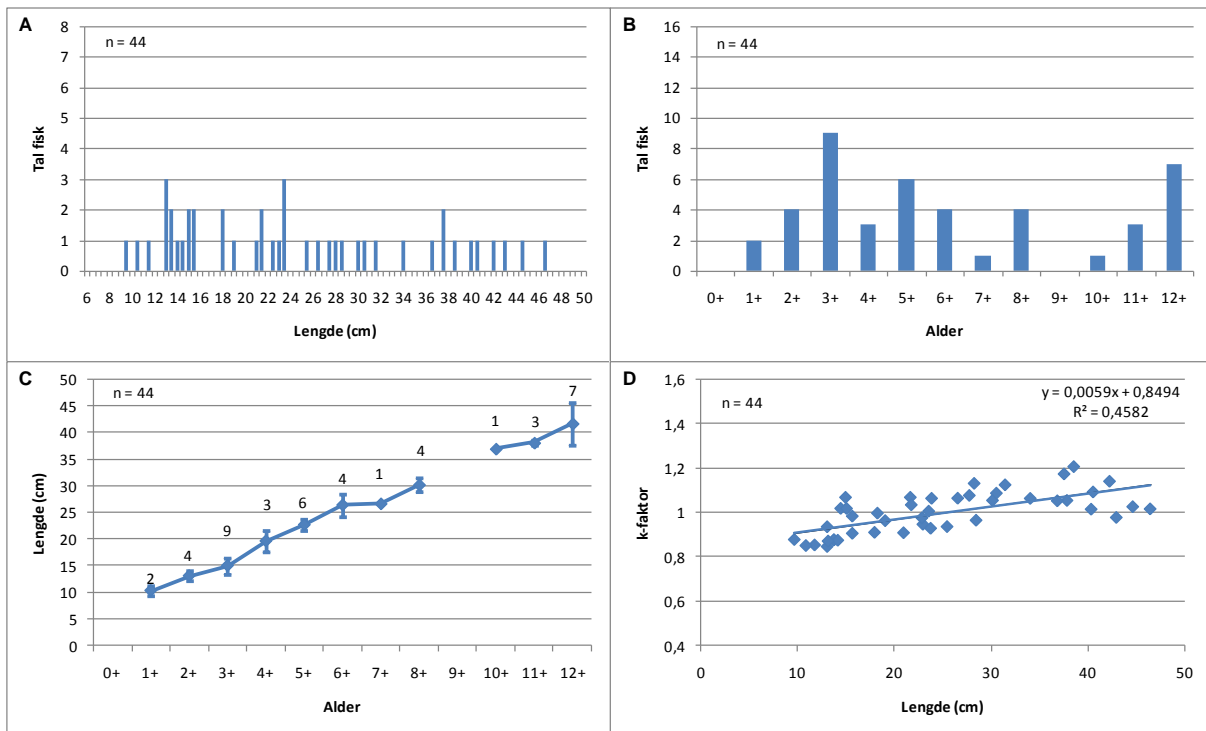 A
n = 44
Tal fisk
8
7
6
5
4
3
2
1
0
6 8 10 12 14 16 18 20 22 24 26 28 30 32 34 36 38 40 42 44 46 48 50
Lengde (cm)
B
n = 44
Tal fisk
16
14
12
10
8
6
4
2
0
0+ 1+ 2+ 3+ 4+ 5+ 6+ 7+ 8+ 9+ 10+ 11+ 12+
Alder
C
n = 44
Lengde (cm)
50
45
40
35
30
25
20
15
10
5
0
2 4 9 3 6 4 1 4 1 3 7
0+ 1+ 2+ 3+ 4+ 5+ 6+ 7+ 8+ 9+ 10+ 11+ 12+
Alder
D
n = 44
y = 0,0059x + 0,8494
R² = 0,4582
k-faktor
1,6
1,4
1,2
1
0,8
0,6
0,4
0 10 20 30 40 50
Lengde (cm)